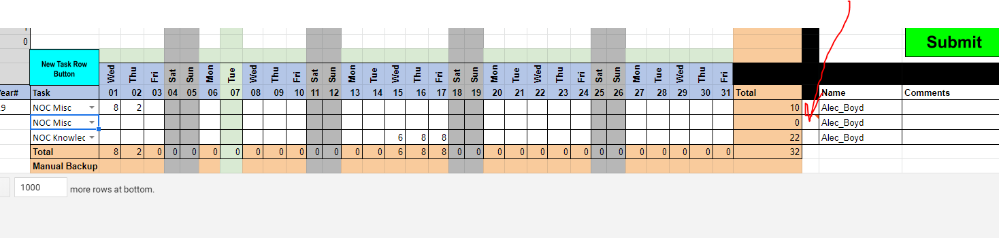 0
Submit
New Task Row
Button
Wed Thu Fri Sat Sun Mon Tue Wed Thu Fri Sat Sun Mon Tue Wed Thu Fri Sat Sun Mon Tue Wed Thu Fri Sat Sun Mon Tue Wed Thu Fri
Year# Task 01 02 03 04 05 06 07 08 09 10 11 12 13 14 15 16 17 18 19 20 21 22 23 24 25 26 27 28 29 30 31 Total Name Comments
9 NOC Misc 8 2 10 Alec_Boyd
NOC Misc 0 Alec_Boyd
NOC Knowlec 6 8 8 22 Alec_Boyd
Total 8 2 0 0 0 0 0 0 0 0 0 0 0 0 6 8 8 0 0 0 0 0 0 0 0 0 0 0 0 0 0 32
Manual Backup
1000 more rows at bottom.